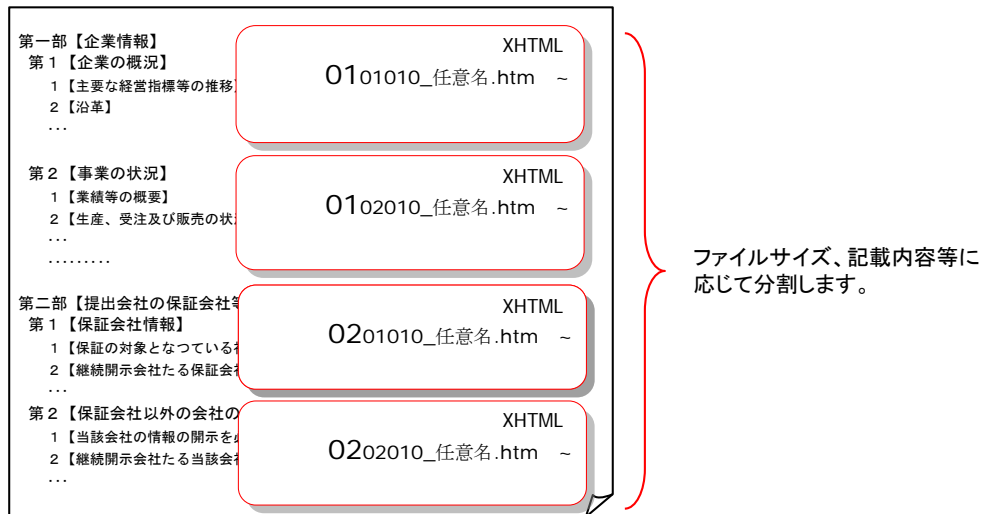 第一部【企業情報】
第1【企業の概況】
1【主要な経営指標等の推移】
2【沿革】
...
XHTML
0101010_任意名.htm ~
第2【事業の状況】
1【業績等の概要】
2【生産、受注及び販売の状
...
.........
XHTML
0102010_任意名.htm ~
第二部【提出会社の保証会社等
第1【保証会社情報】
1【保証の対象となつている
2【継続開示会社たる保証会
...
XHTML
0201010_任意名.htm ~
第2【保証会社以外の会社の
1【当該会社の情報の開示を
2【継続開示会社たる当該会
...
XHTML
0202010_任意名.htm ~
ファイルサイズ、記載内容等に
応じて分割します。